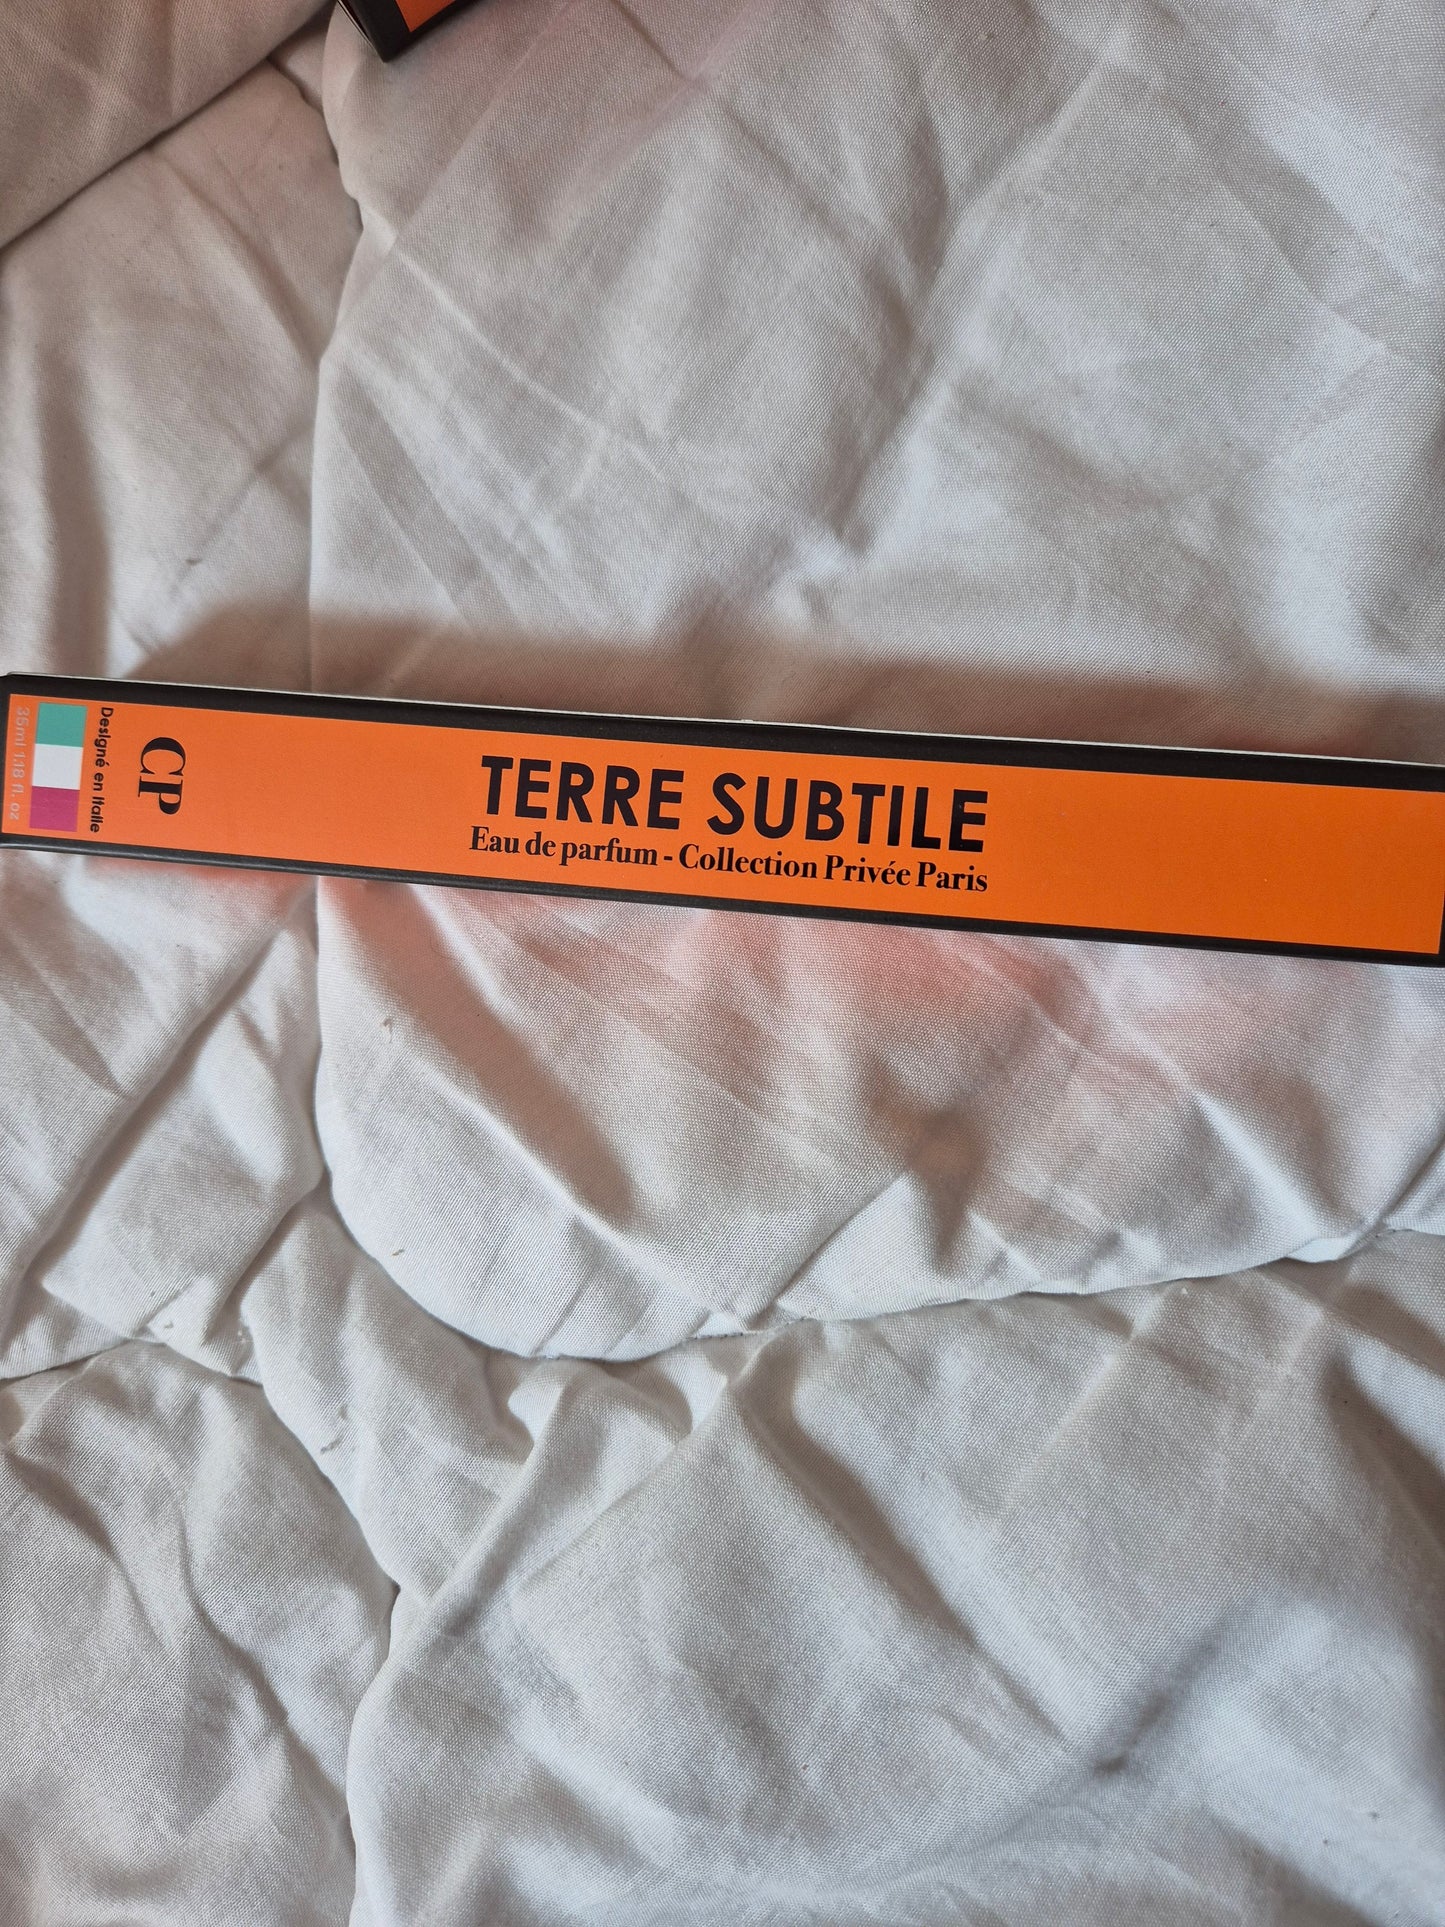 35ml 1.18 fl. oz
Designé en Italie
CP
TERRE SUBTILE
Eau de parfum - Collection Privée Paris